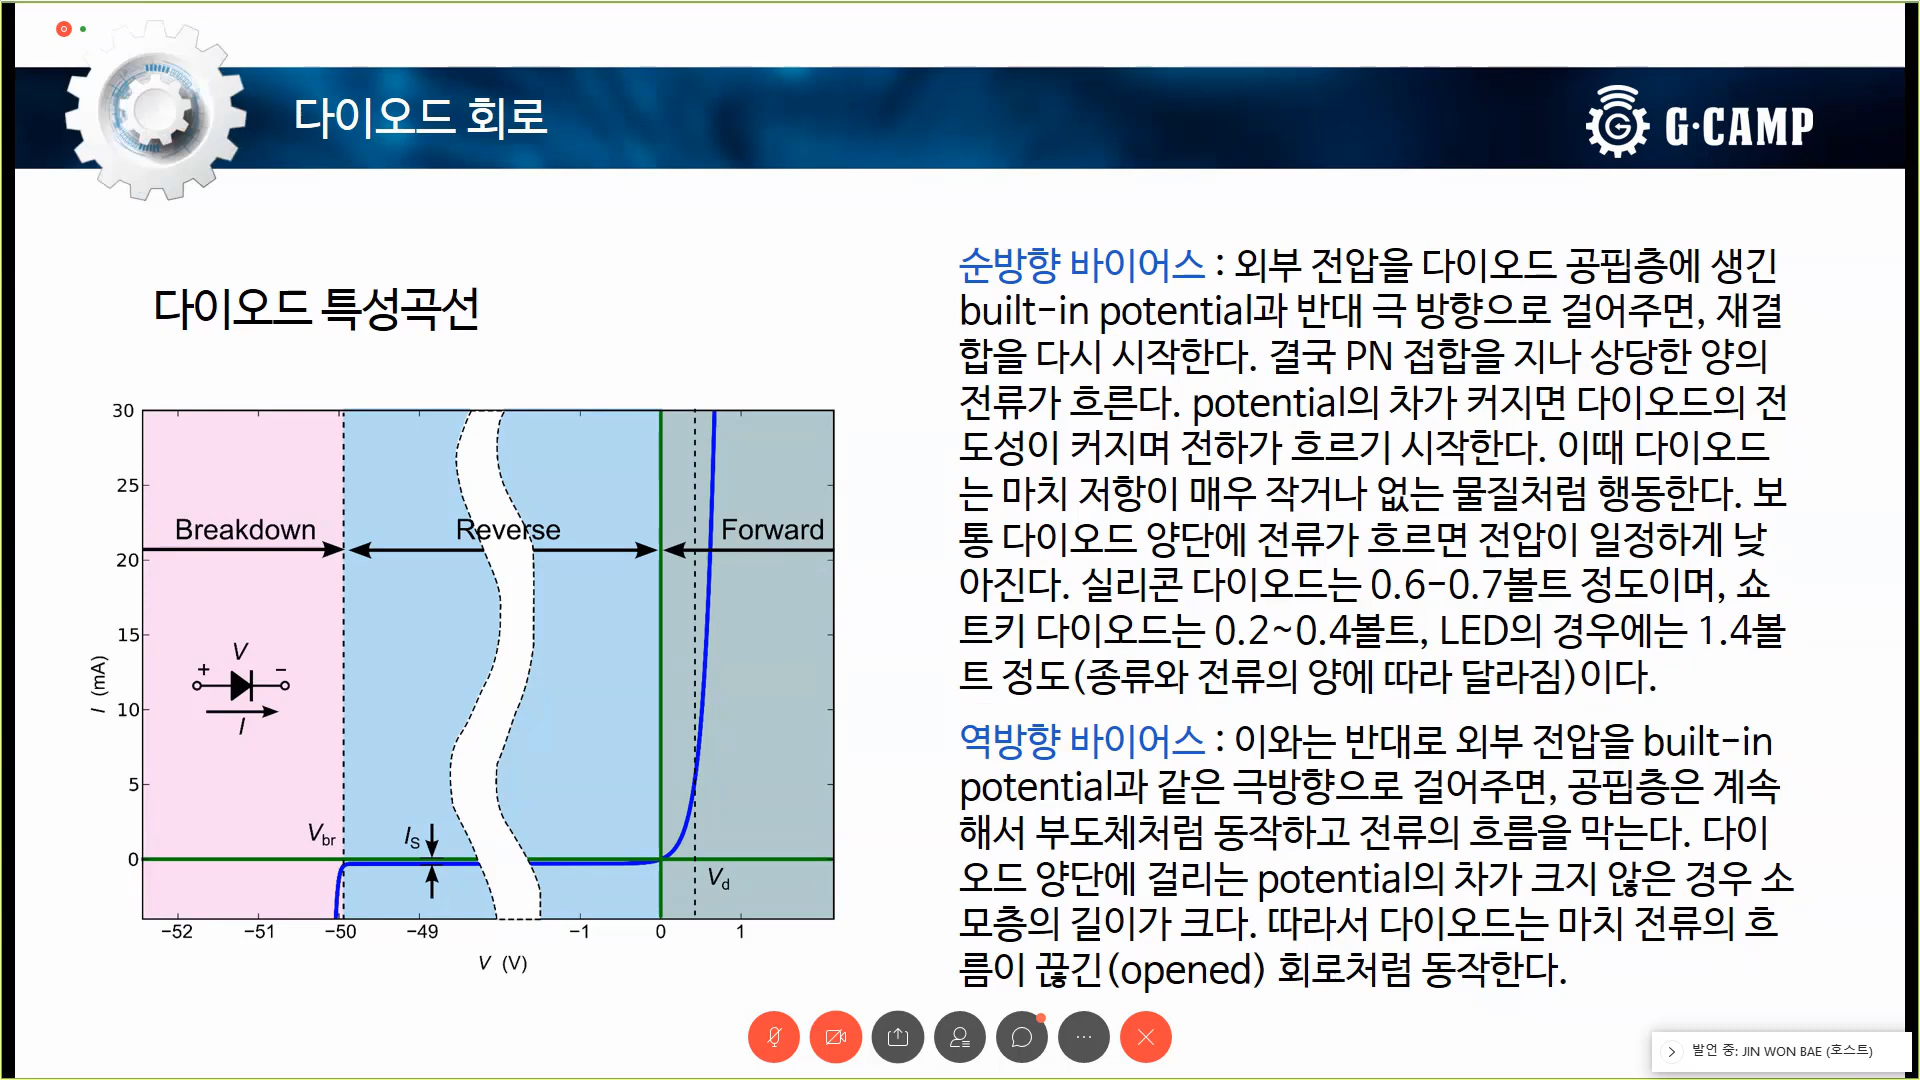 다이오드 회로
G·CAMP
다이오드 특성곡선
30
25
20
15
10
5
0
I (mA)
Breakdown
Reverse
Forward
V
+ −
I
Vbr
IS
Vd
−52 −51 −50 −49 −1 0 1
V (V)
순방향 바이어스 : 외부 전압을 다이오드 공핍층에 생긴
built-in potential과 반대 극 방향으로 걸어주면, 재결
합을 다시 시작한다. 결국 PN 접합을 지나 상당한 양의
전류가 흐른다. potential의 차가 커지면 다이오드의 전
도성이 커지며 전하가 흐르기 시작한다. 이때 다이오드
는 마치 저항이 매우 작거나 없는 물질처럼 행동한다. 보
통 다이오드 양단에 전류가 흐르면 전압이 일정하게 낮
아진다. 실리콘 다이오드는 0.6-0.7볼트 정도이며, 쇼
트키 다이오드는 0.2~0.4볼트, LED의 경우에는 1.4볼
트 정도(종류와 전류의 양에 따라 달라짐)이다.
역방향 바이어스 : 이와는 반대로 외부 전압을 built-in
potential과 같은 극방향으로 걸어주면, 공핍층은 계속
해서 부도체처럼 동작하고 전류의 흐름을 막는다. 다이
오드 양단에 걸리는 potential의 차가 크지 않은 경우 소
모층의 길이가 크다. 따라서 다이오드는 마치 전류의 흐
름이 끊긴(opened) 회로처럼 동작한다.
발언 중: JIN WON BAE (호스트)